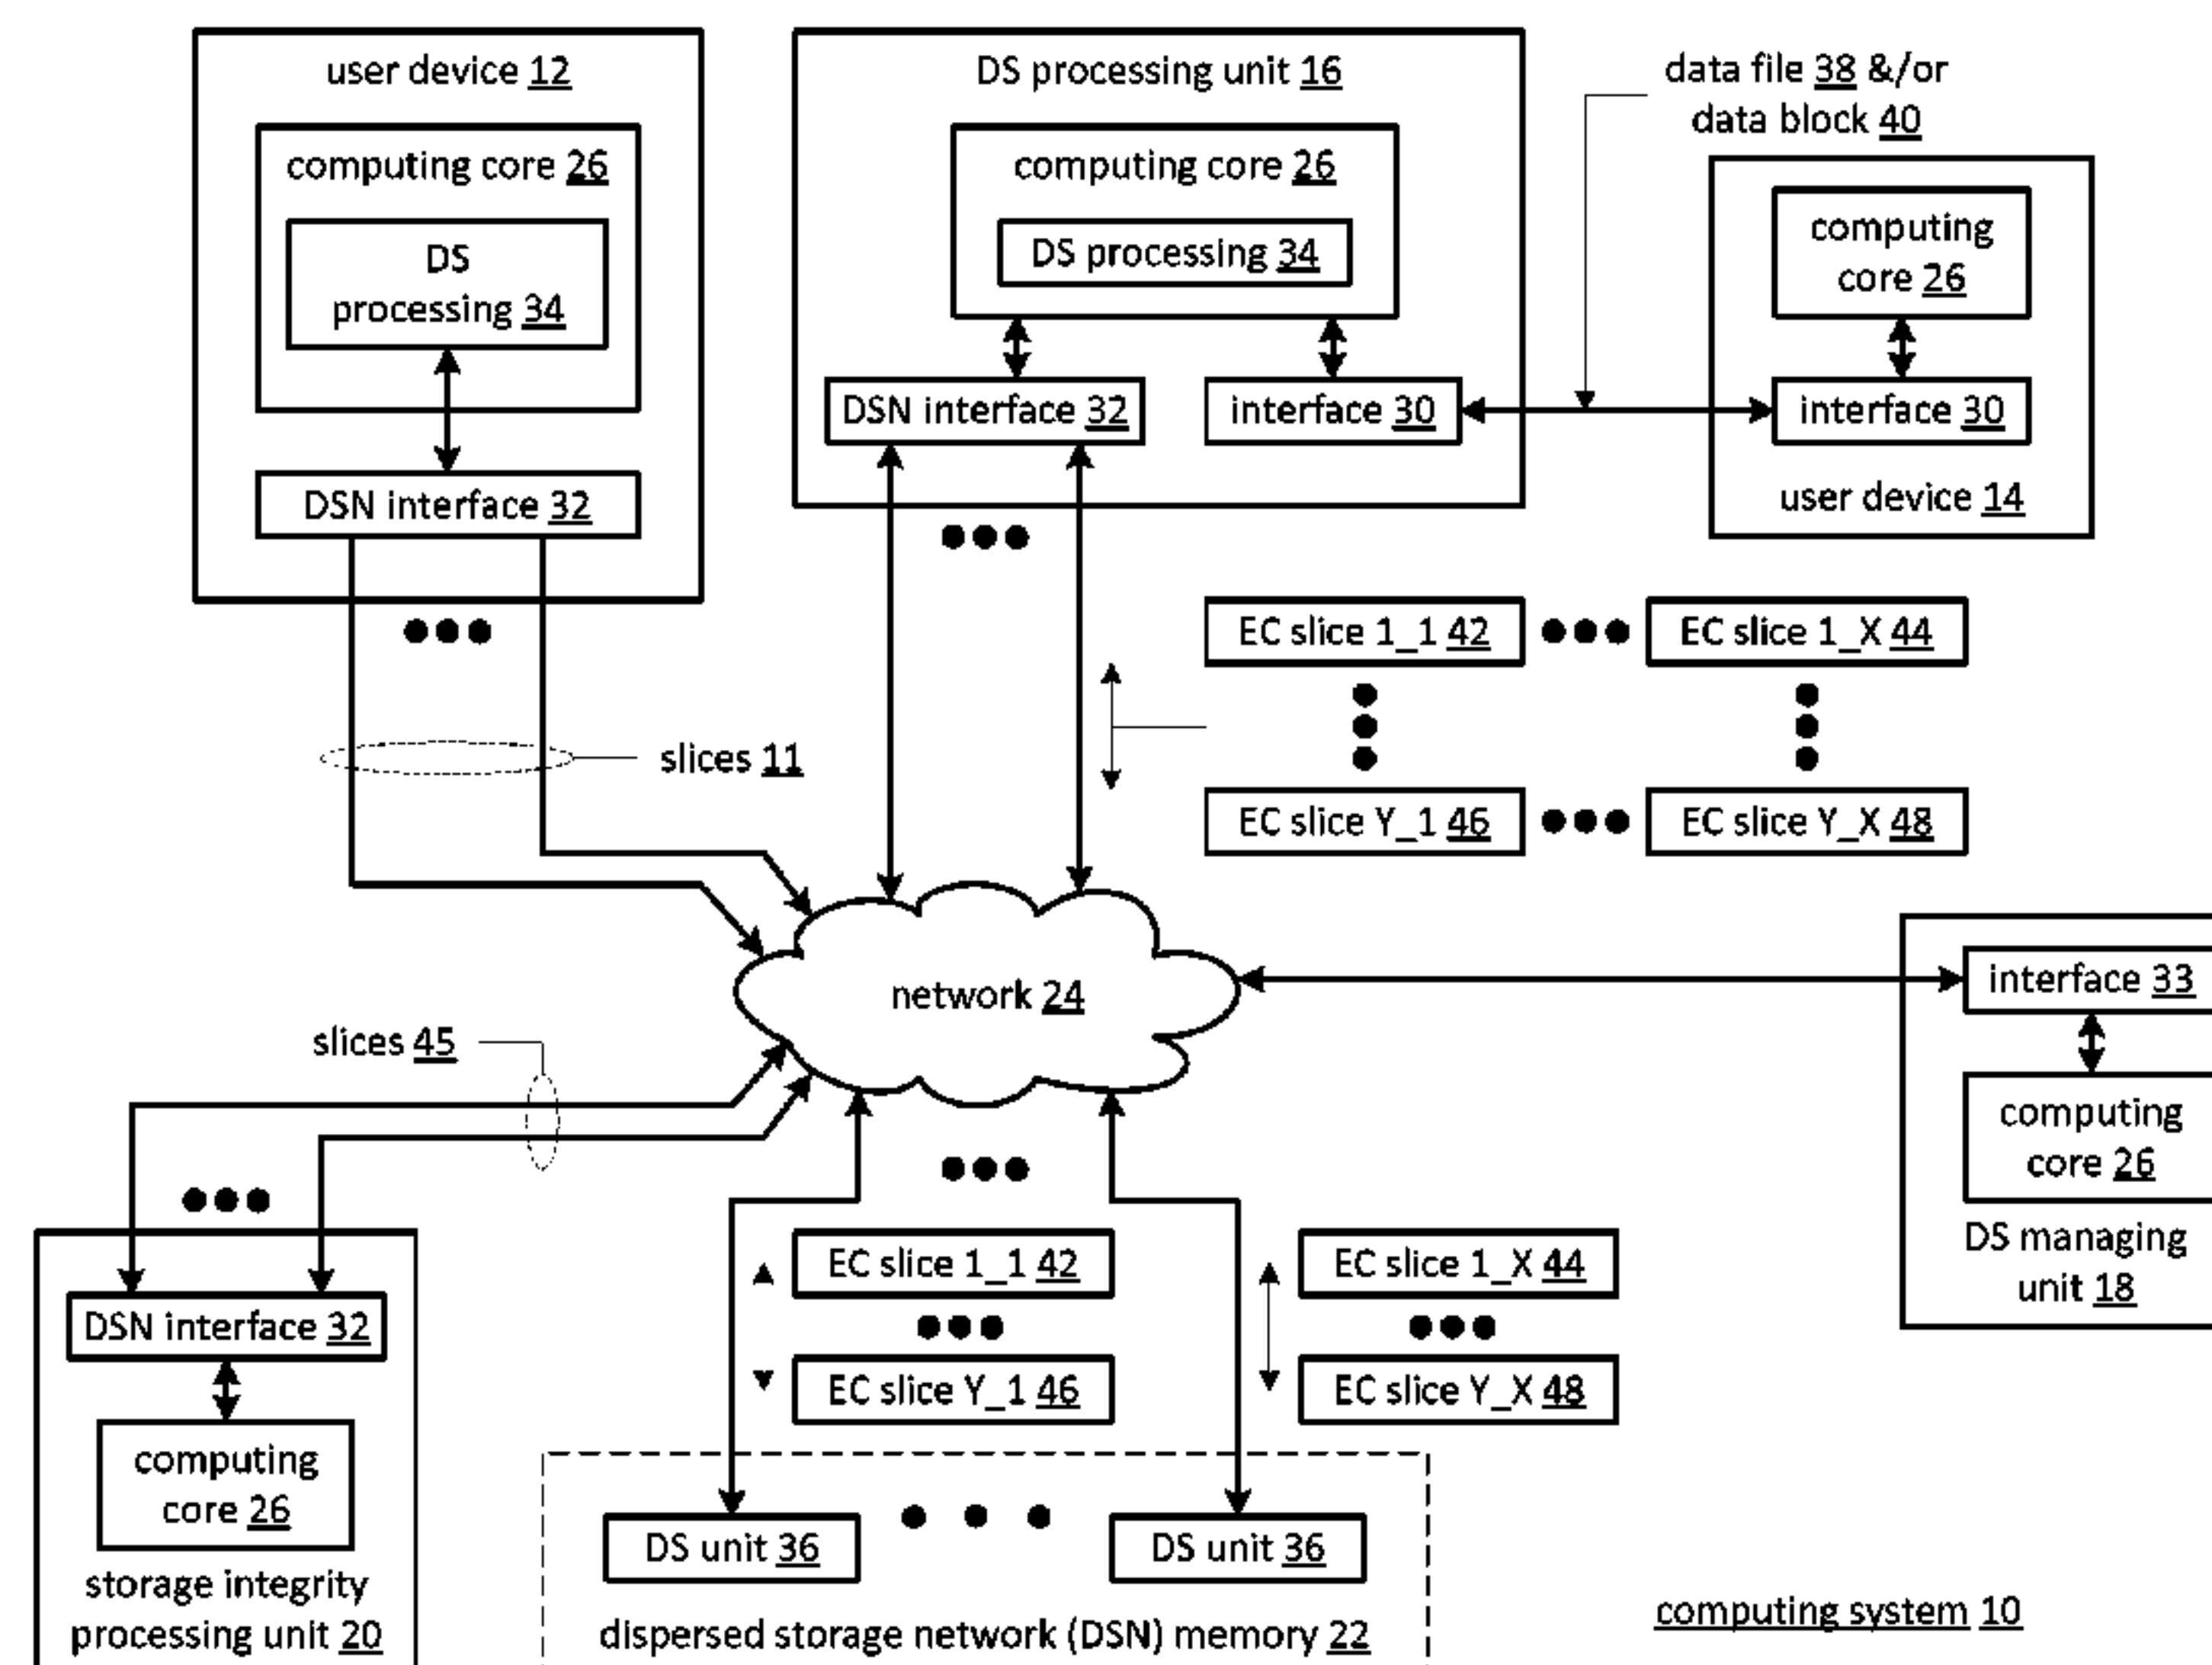 user device 12
computing core 26
DS
processing 34
DSN interface 32
DS processing unit 16
computing core 26
DS processing 34
DSN interface 32
interface 30
data file 38 &/or
data block 40
computing
core 26
interface 30
user device 14
EC slice 1_1 42
EC slice 1_X 44
EC slice Y_1 46
EC slice Y_X 48
slices 11
network 24
interface 33
computing
core 26
DS managing
unit 18
slices 45
DSN interface 32
computing
core 26
storage integrity
processing unit 20
EC slice 1_1 42
EC slice Y_1 46
EC slice 1_X 44
EC slice Y_X 48
DS unit 36
DS unit 36
dispersed storage network (DSN) memory 22
computing system 10